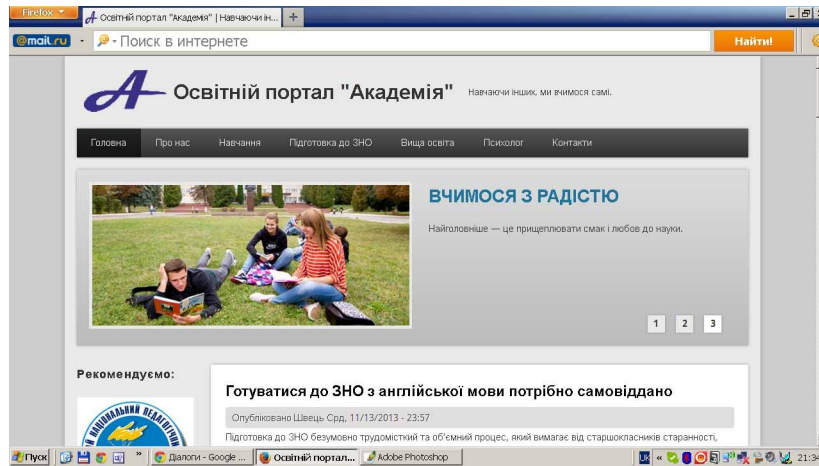 Firefox
Освітній портал "Академія" | Навчаючи ін...
@mail.ru
Поиск в интернете
Найти!
Освітній портал "Академія"
Навчаючи інших, ми вчимося самі.
Головна Про нас Навчання Підготовка до ЗНО Вища освіта Психолог Контакти
ВЧИМОСЯ З РАДІСТЮ
Найголовніше — це прищеплювати смак і любов до науки.
1 2 3
Рекомендуємо:
Готуватися до ЗНО з англійської мови потрібно самовіддано
Опубліковано Швець Срд, 11/13/2013 - 23:57
Підготовка до ЗНО безумовно трудомісткий та об'ємний процес, який вимагає від старшокласників старанності,
НАЦІОНАЛЬНИЙ ПЕДАГОГІЧНИЙ
Пуск
Діалоги - Google ...
Освітній портал...
Adobe Photoshop
Uk
21:34